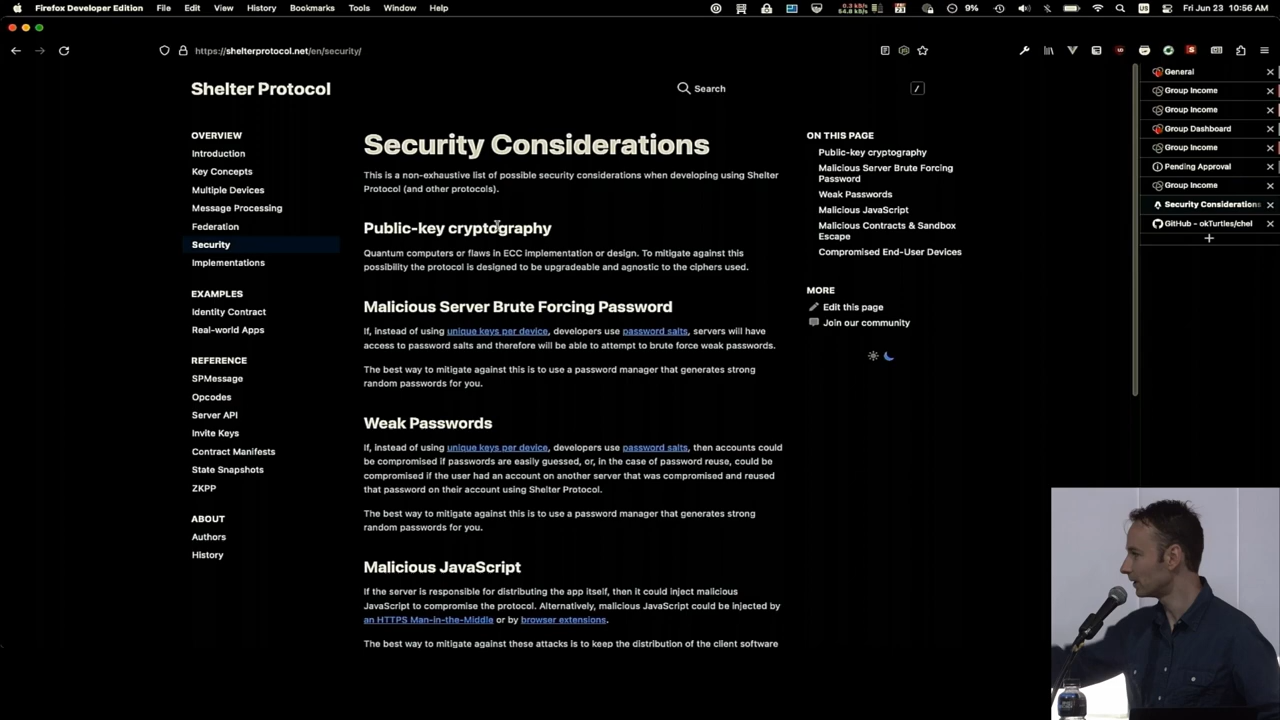 Firefox Developer Edition File Edit View History Bookmarks Tools Window Help
0.3 kB/s
64.8 kB/s
9% US Fri Jun 23 10:56 AM
https://shelterprotocol.net/en/security/
Shelter Protocol
Search
/
OVERVIEW
Introduction
Key Concepts
Multiple Devices
Message Processing
Federation
Security
Implementations
EXAMPLES
Identity Contract
Real-world Apps
REFERENCE
SPMessage
Opcodes
Server API
Invite Keys
Contract Manifests
State Snapshots
ZKPP
ABOUT
Authors
History
Security Considerations
This is a non-exhaustive list of possible security considerations when developing using Shelter
Protocol (and other protocols).
Public-key cryptography
Quantum computers or flaws in ECC implementation or design. To mitigate against this
possibility the protocol is designed to be upgradeable and agnostic to the ciphers used.
Malicious Server Brute Forcing Password
If, instead of using unique keys per device, developers use password salts, servers will have
access to password salts and therefore will be able to attempt to brute force weak passwords.
The best way to mitigate against this is to use a password manager that generates strong
random passwords for you.
Weak Passwords
If, instead of using unique keys per device, developers use password salts, then accounts could
be compromised if passwords are easily guessed, or, in the case of password reuse, could be
compromised if the user had an account on another server that was compromised and reused
that password on their account using Shelter Protocol.
The best way to mitigate against this is to use a password manager that generates strong
random passwords for you.
Malicious JavaScript
If the server is responsible for distributing the app itself, then it could inject malicious
JavaScript to compromise the protocol. Alternatively, malicious JavaScript could be injected by
an HTTPS Man-in-the-Middle or by browser extensions.
The best way to mitigate against these attacks is to keep the distribution of the client software
ON THIS PAGE
Public-key cryptography
Malicious Server Brute Forcing
Password
Weak Passwords
Malicious JavaScript
Malicious Contracts & Sandbox
Escape
Compromised End-User Devices
MORE
Edit this page
Join our community
General
Group Income
Group Income
Group Dashboard
Group Income
Pending Approval
Group Income
Security Considerations
GitHub - okTurtles/chel